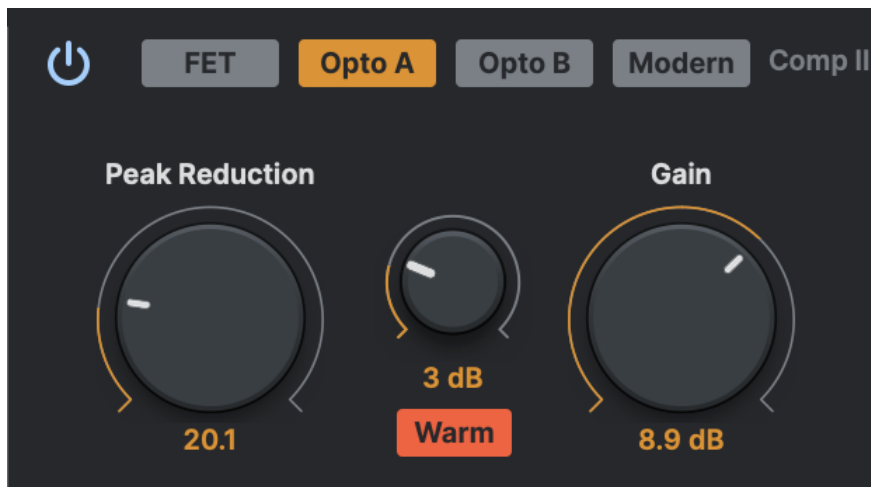 FET Opto A Opto B Modern Comp II
Peak Reduction Gain
3 dB
20.1 Warm 8.9 dB